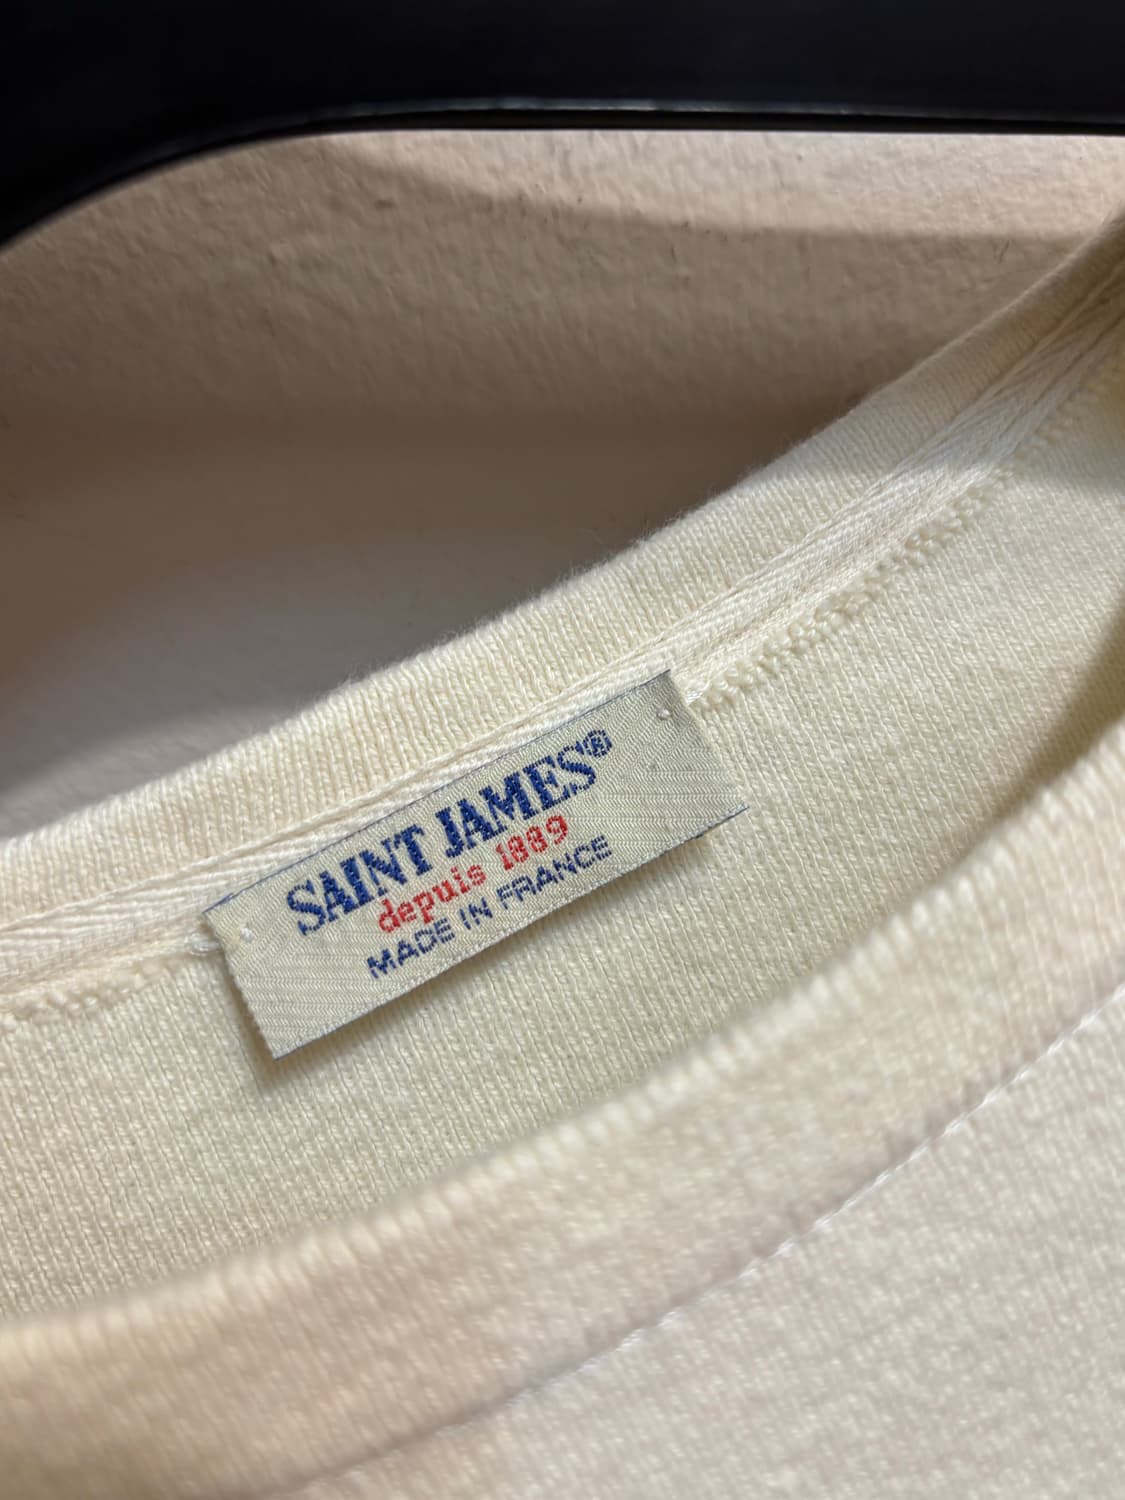 SAINT JAMES®
depuis 1889
MADE IN FRANCE